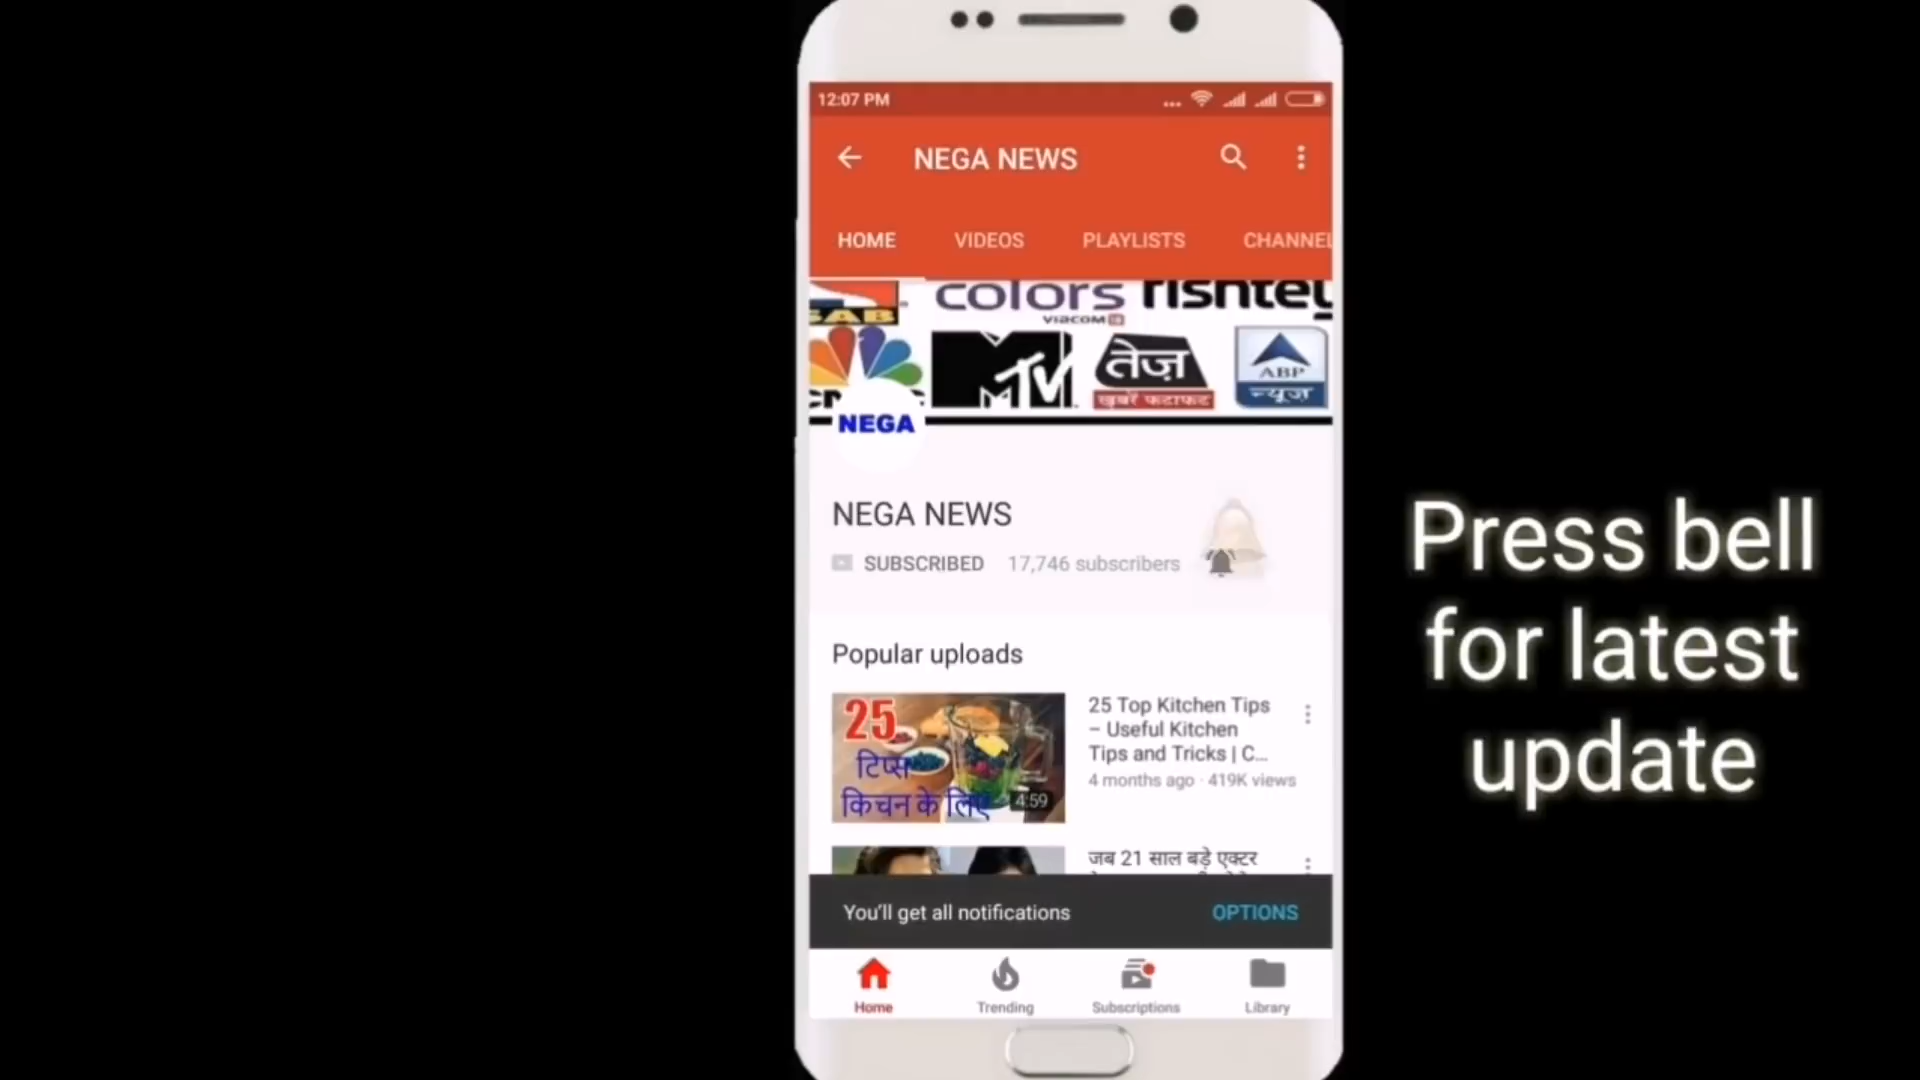 12:07 PM
NEGA NEWS
HOME VIDEOS PLAYLISTS CHANNEL
SAB colors rishtey
VIACOM 18
MTV तेज़ ABP
खबरें फटाफट न्यूज़
NEGA
NEGA NEWS
SUBSCRIBED 17,746 subscribers
Press bell
for latest
update
Popular uploads
25
टिप्स
किचन के लिए
4:59
25 Top Kitchen Tips
– Useful Kitchen
Tips and Tricks | C...
4 months ago · 419K views
जब 21 साल बड़े एक्टर
You'll get all notifications OPTIONS
Home Trending Subscriptions Library